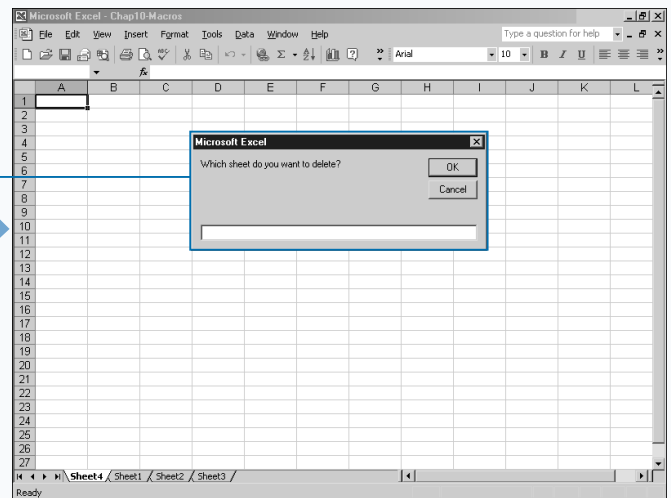 Microsoft Excel - Chap10-Macros
File Edit View Insert Format Tools Data Window Help Type a question for help
Arial 10 B I U
fx
A B C D E F G H I J K L
1
2
3
4
5
6
7
8
9
10
11
12
13
14
15
16
17
18
19
20
21
22
23
24
25
26
27
Microsoft Excel
Which sheet do you want to delete?
OK
Cancel
Sheet4 Sheet1 Sheet2 Sheet3
Ready